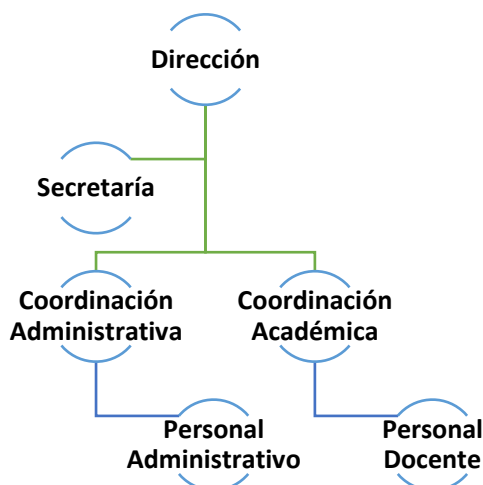 Dirección
Secretaría
Coordinación
Administrativa
Coordinación
Académica
Personal
Administrativo
Personal
Docente